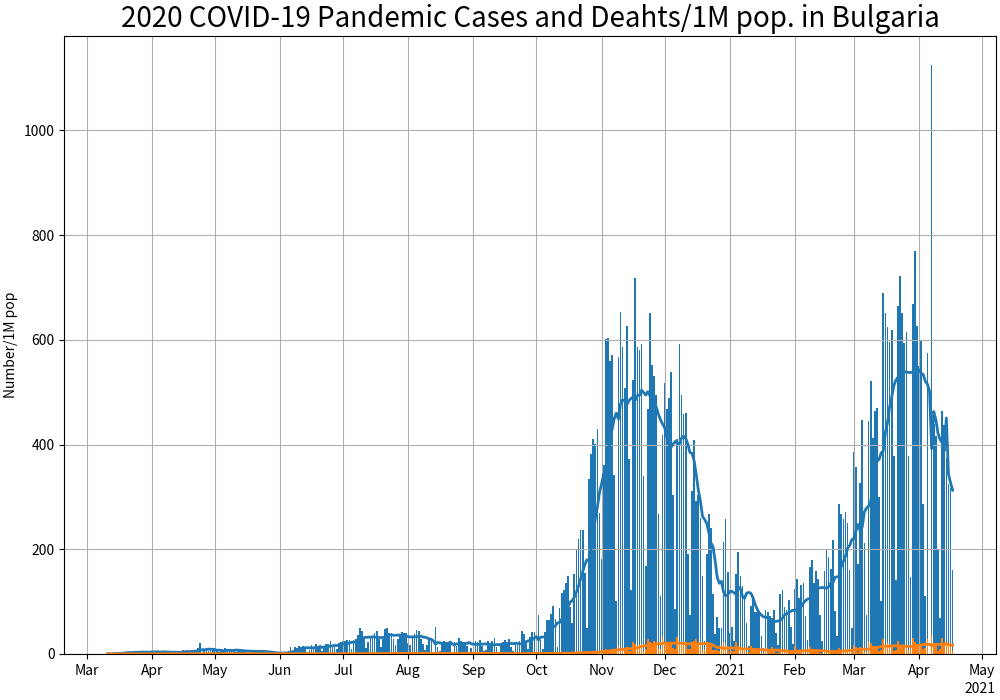 2020 COVID-19 Pandemic Cases and Deahts/1M pop. in Bulgaria
Number/1M pop
1000
800
600
400
200
0
Mar Apr May Jun Jul Aug Sep Oct Nov Dec 2021 Feb Mar Apr May
2021